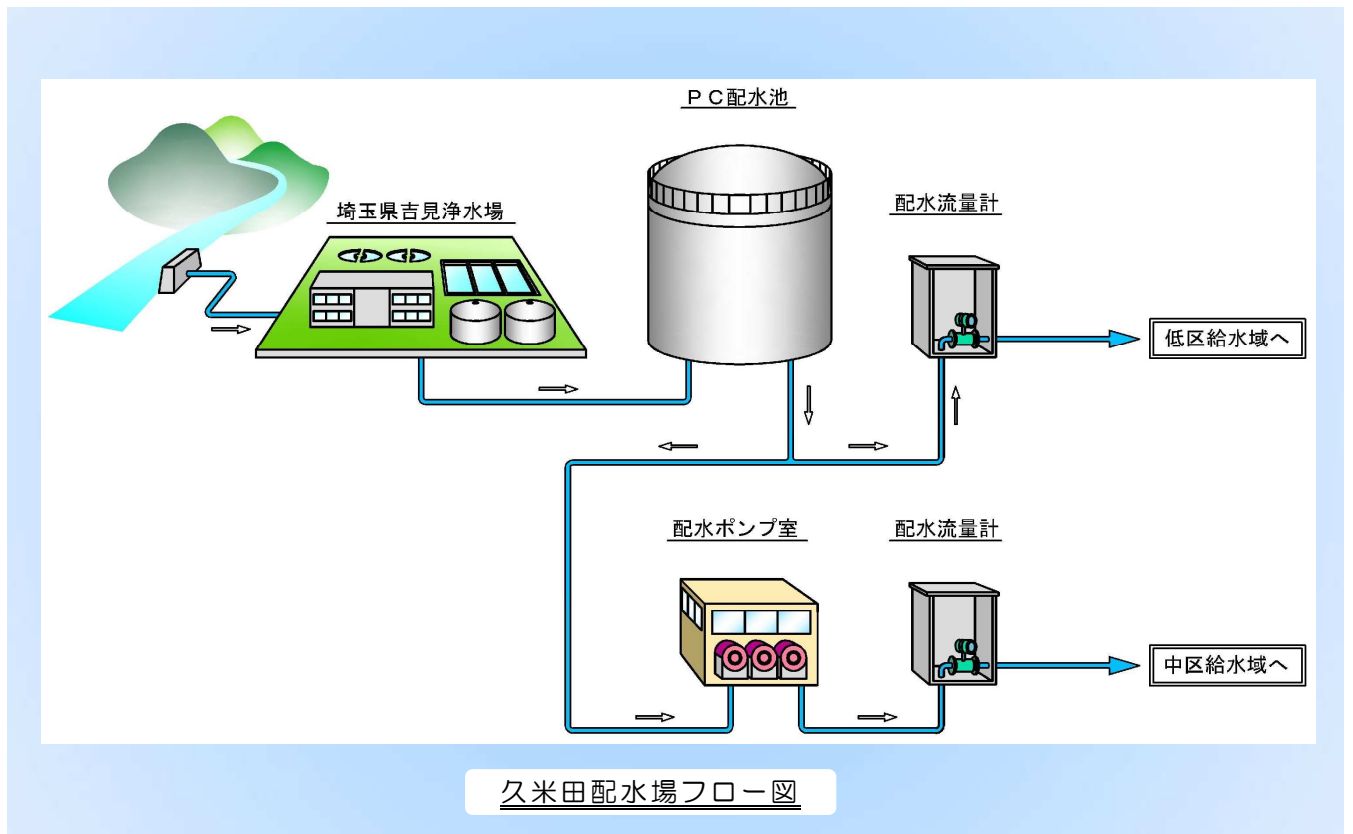 PC配水池
埼玉県吉見浄水場
配水流量計
低区給水域へ
配水ポンプ室
配水流量計
中区給水域へ
久米田配水場フロー図